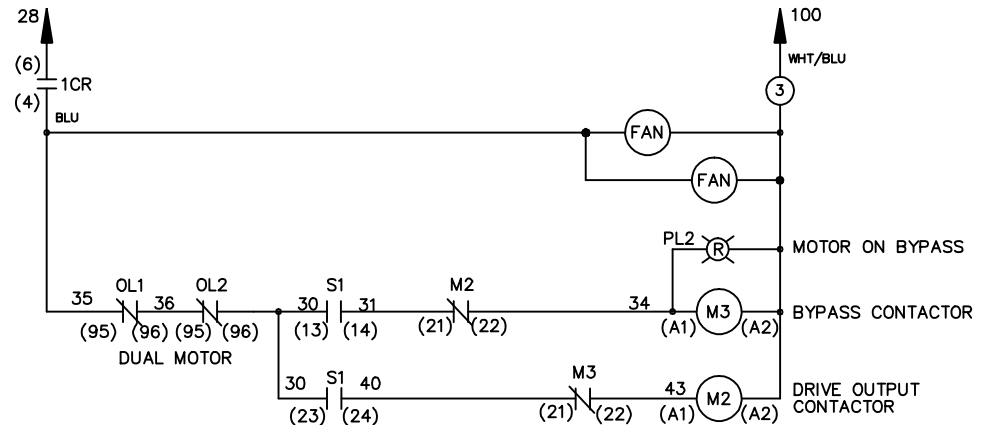 28 100
(6) WHT/BLU
1CR 3
(4)
BLU
FAN
FAN
PL2 R MOTOR ON BYPASS
OL1 OL2 S1 M2
35 36 30 31 34 M3 BYPASS CONTACTOR
(95) (96) (95) (96) (13) (14) (21) (22) (A1) (A2)
DUAL MOTOR
S1 M3
30 40 43 M2 DRIVE OUTPUT
(23) (24) (21) (22) (A1) (A2) CONTACTOR